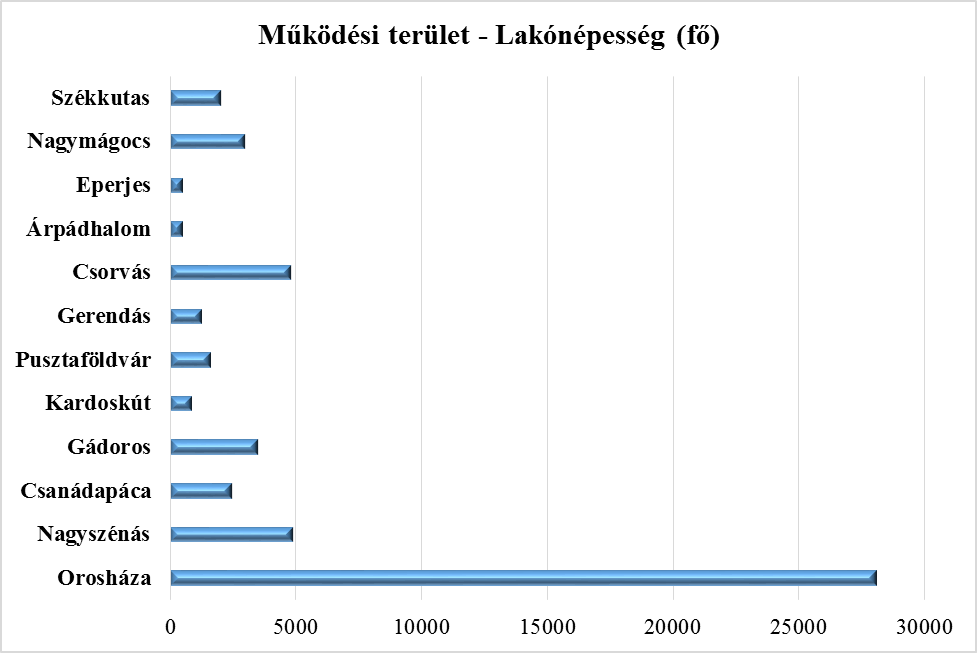 Működési terület - Lakónépesség (fő)
Székkutas
Nagymágocs
Eperjes
Árpádhalom
Csorvás
Gerendás
Pusztaföldvár
Kardoskút
Gádoros
Csanádapáca
Nagyszénás
Orosháza
0 5000 10000 15000 20000 25000 30000